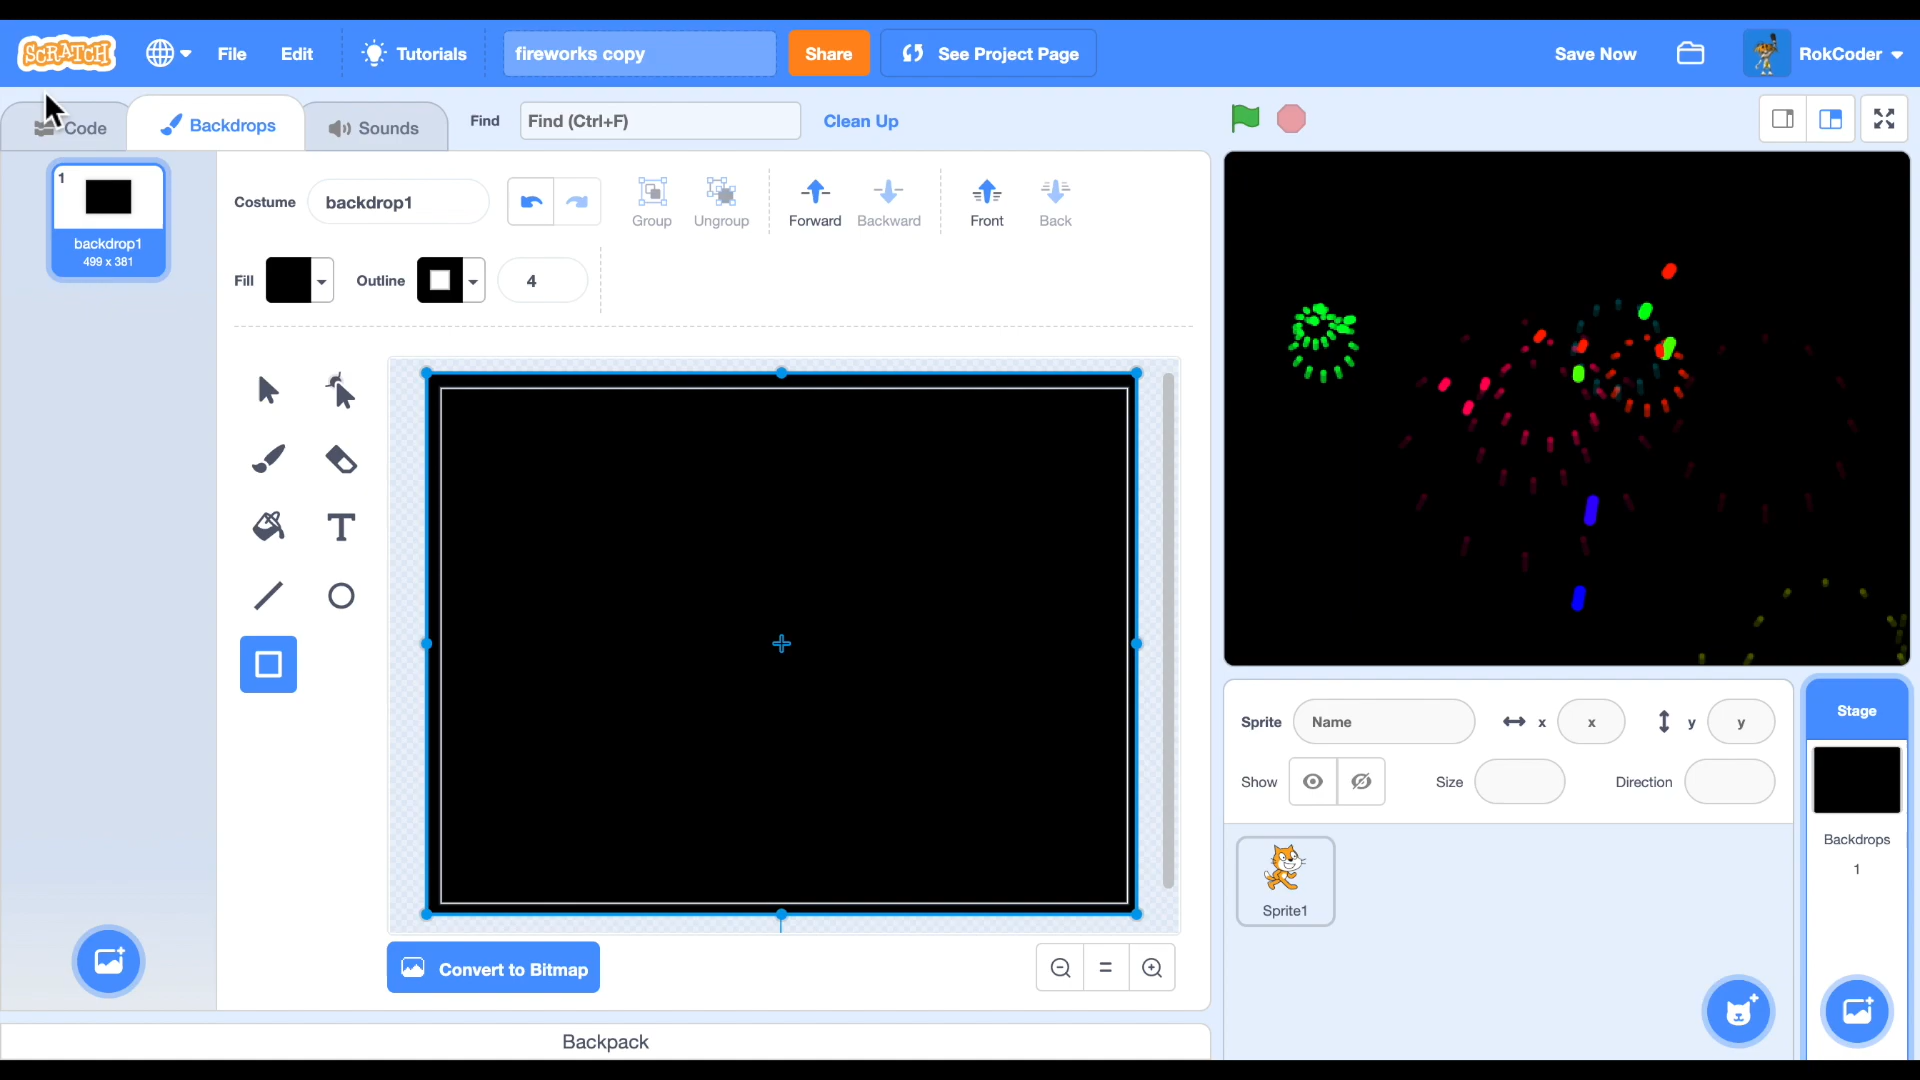 SCRATCH File Edit Tutorials fireworks copy Share See Project Page Save Now RokCoder
Code Backdrops Sounds Find Find (Ctrl+F) Clean Up
1
backdrop1
499 x 381
Costume backdrop1 Group Ungroup Forward Backward Front Back
Fill Outline 4
T
Convert to Bitmap
Backpack
Sprite Name x x y y
Show Size Direction
Sprite1
Stage
Backdrops
1